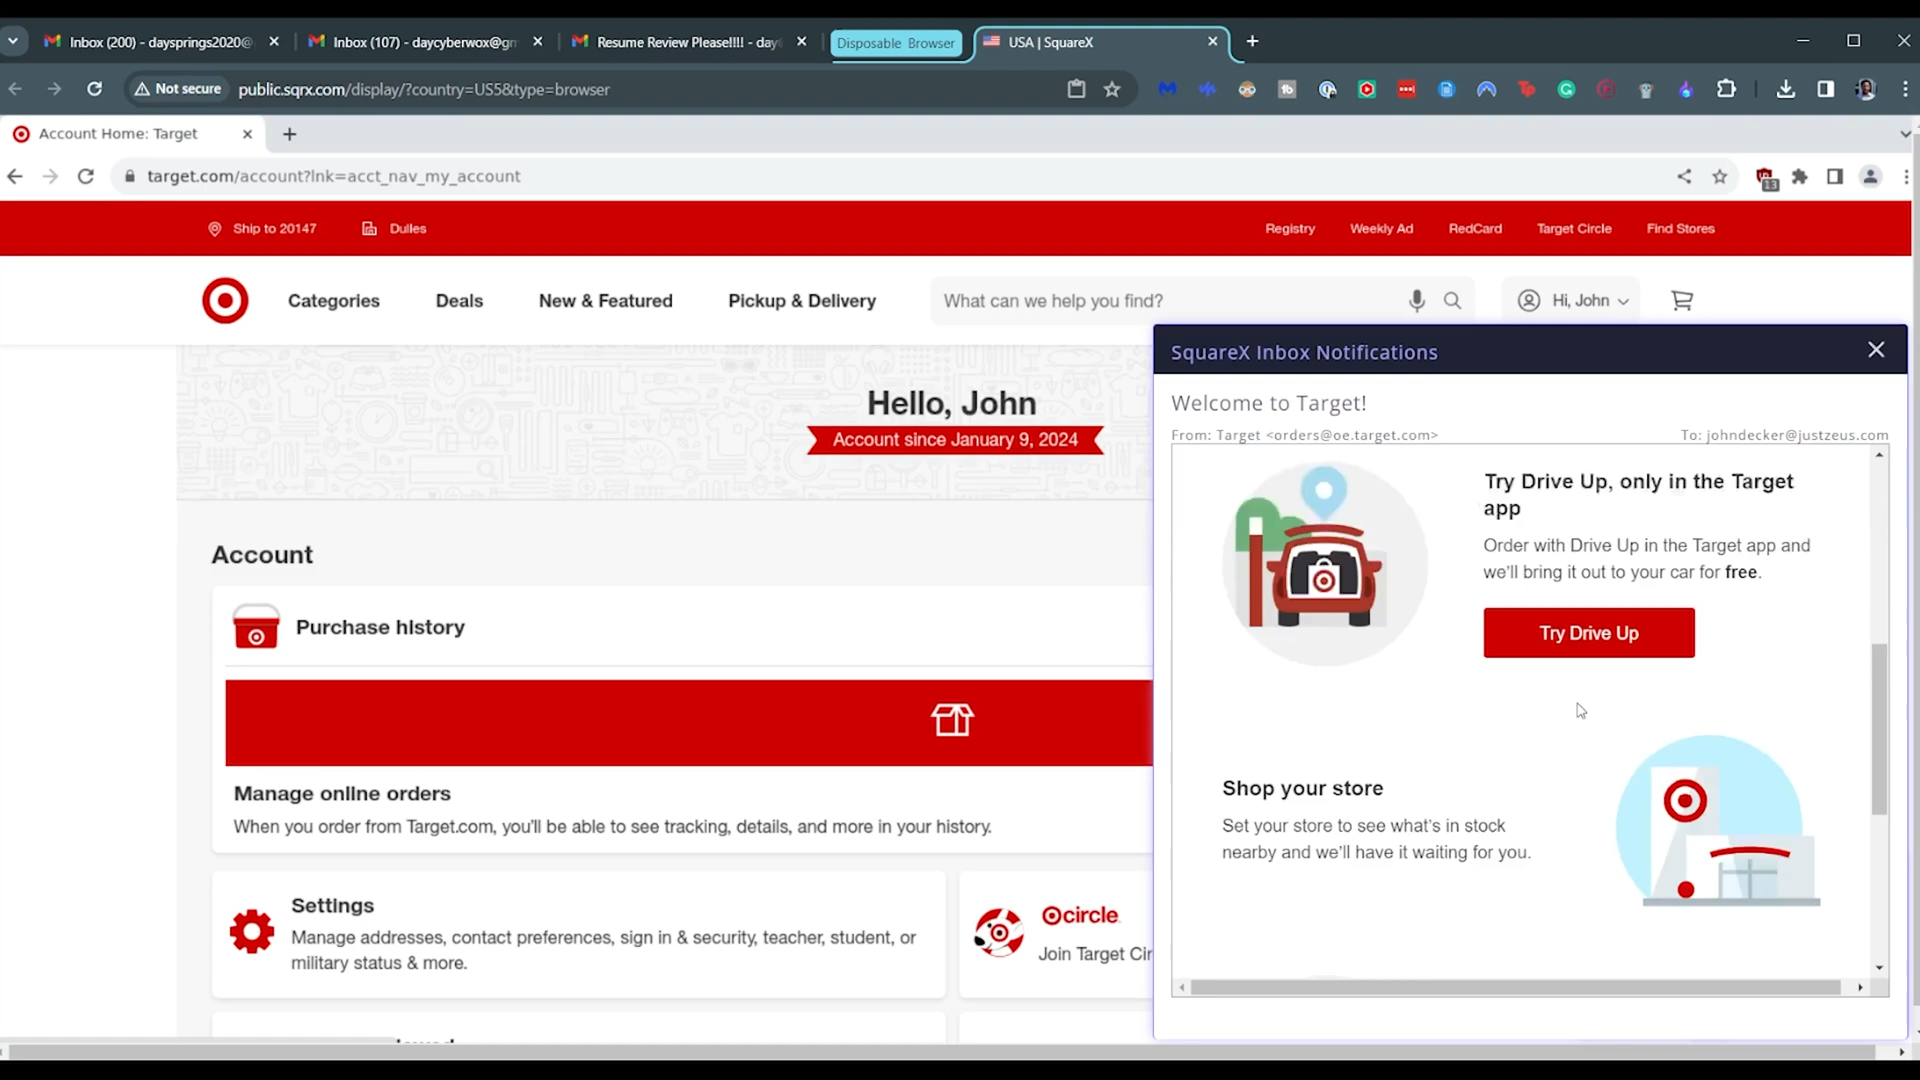 Inbox (200) - daysprings2020@
Inbox (107) - daycyberwox@gm
Resume Review Please!!!! - day
Disposable Browser
USA | SquareX
Not secure
public.sqrx.com/display/?country=US5&type=browser
Account Home: Target
target.com/account?lnk=acct_nav_my_account
13
Ship to 20147
Dulles
Registry
Weekly Ad
RedCard
Target Circle
Find Stores
Categories
Deals
New & Featured
Pickup & Delivery
What can we help you find?
Hi, John
Hello, John
Account since January 9, 2024
Account
Purchase history
Manage online orders
When you order from Target.com, you'll be able to see tracking, details, and more in your history.
Settings
Manage addresses, contact preferences, sign in & security, teacher, student, or
military status & more.
circle
Join Target Cir
SquareX Inbox Notifications
Welcome to Target!
From: Target <orders@oe.target.com>
To: johndecker@justzeus.com
Try Drive Up, only in the Target
app
Order with Drive Up in the Target app and
we'll bring it out to your car for free.
Try Drive Up
Shop your store
Set your store to see what's in stock
nearby and we'll have it waiting for you.